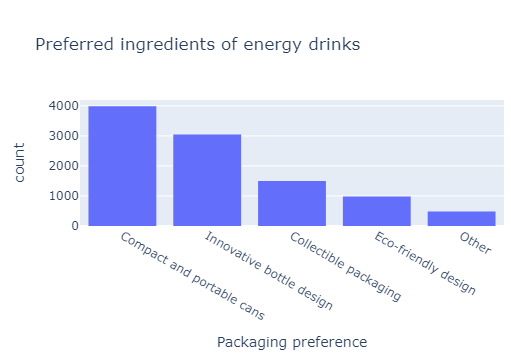 Preferred ingredients of energy drinks
count
4000
3000
2000
1000
0
Compact and portable cans
Innovative bottle design
Collectible packaging
Eco-friendly design
Other
Packaging preference